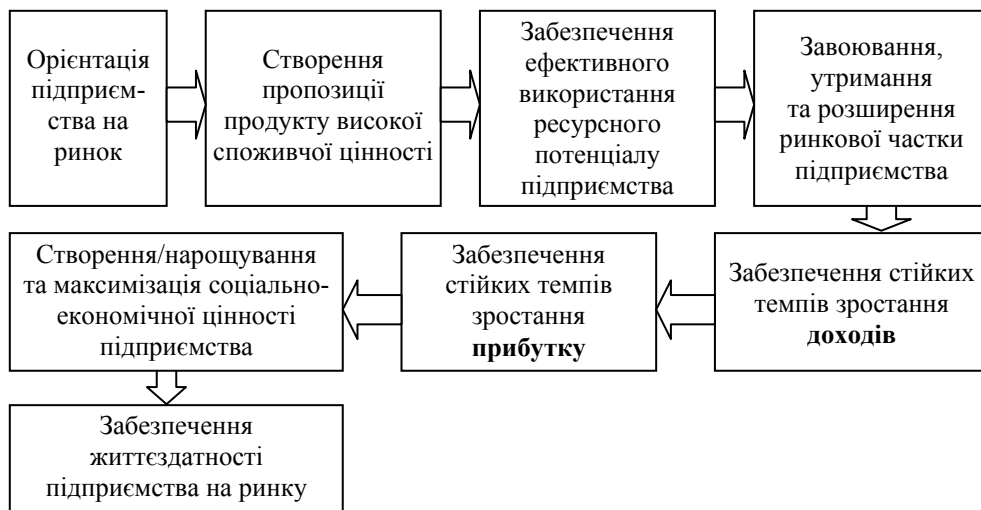 Орієнтація
підприєм-
ства на
ринок
Створення
пропозиції
продукту високої
споживчої цінності
Забезпечення
ефективного
використання
ресурсного
потенціалу
підприємства
Завоювання,
утримання
та розширення
ринкової частки
підприємства
Забезпечення стійких
темпів зростання
доходів
Забезпечення
стійких темпів
зростання
прибутку
Створення/нарощування
та максимізація соціально-
економічної цінності
підприємства
Забезпечення
життєздатності
підприємства на ринку